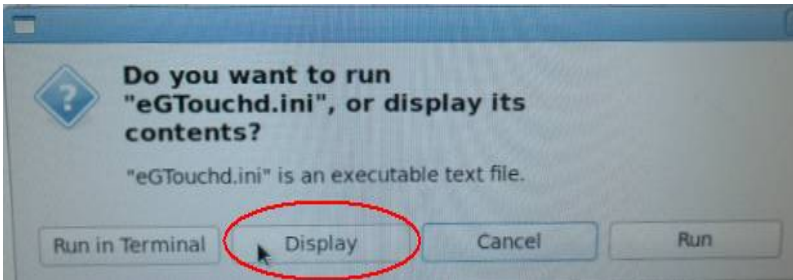 Do you want to run
"eGTouchd.ini", or display its
contents?
"eGTouchd.ini" is an executable text file.
Run in Terminal
Display
Cancel
Run